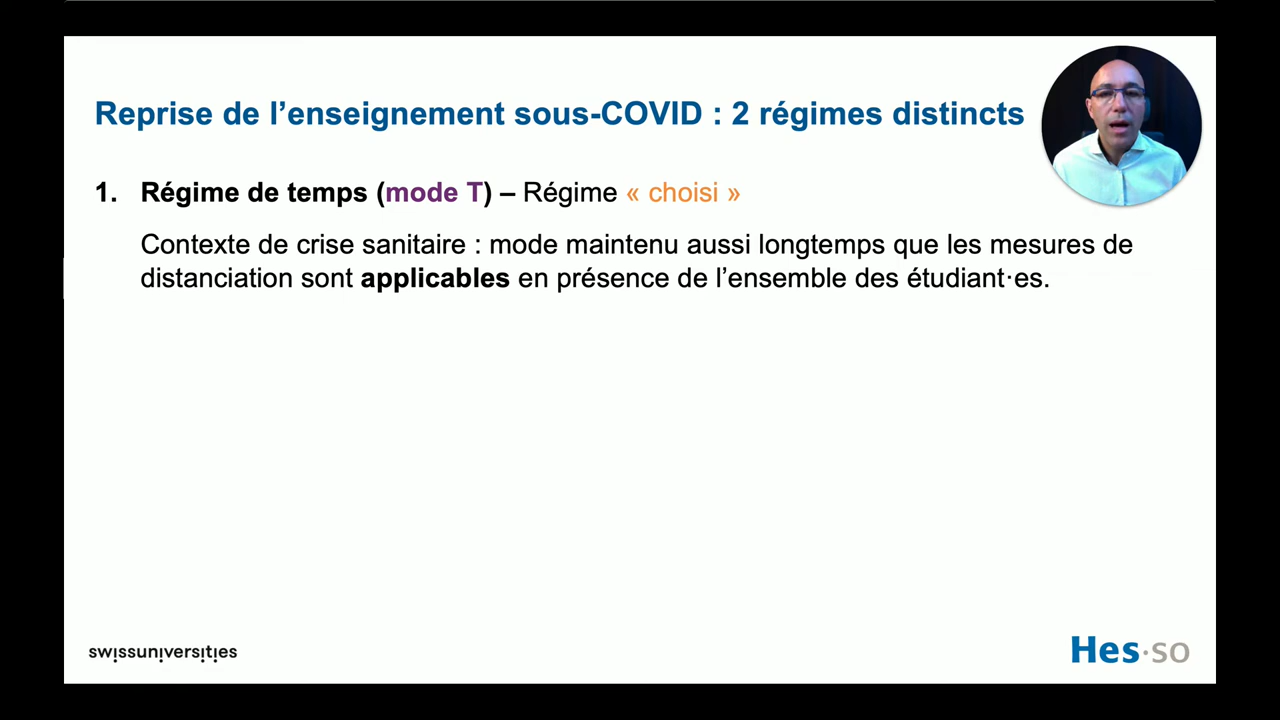 Reprise de l’enseignement sous-COVID : 2 régimes distincts
1. Régime de temps (mode T) – Régime « choisi »
Contexte de crise sanitaire : mode maintenu aussi longtemps que les mesures de
distanciation sont applicables en présence de l’ensemble des étudiant·es.
swissuniversities
Hes·so